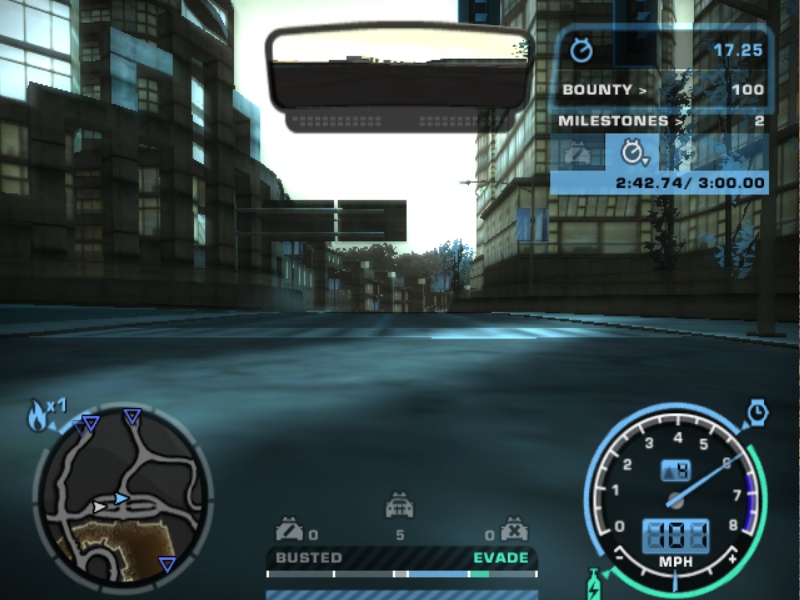 17.25
BOUNTY > 100
MILESTONES > 2
2:42.74/ 3:00.00
x1
0 5 0
BUSTED EVADE
0 1 2 3 4 5 6 7 8
4
101
MPH
- +